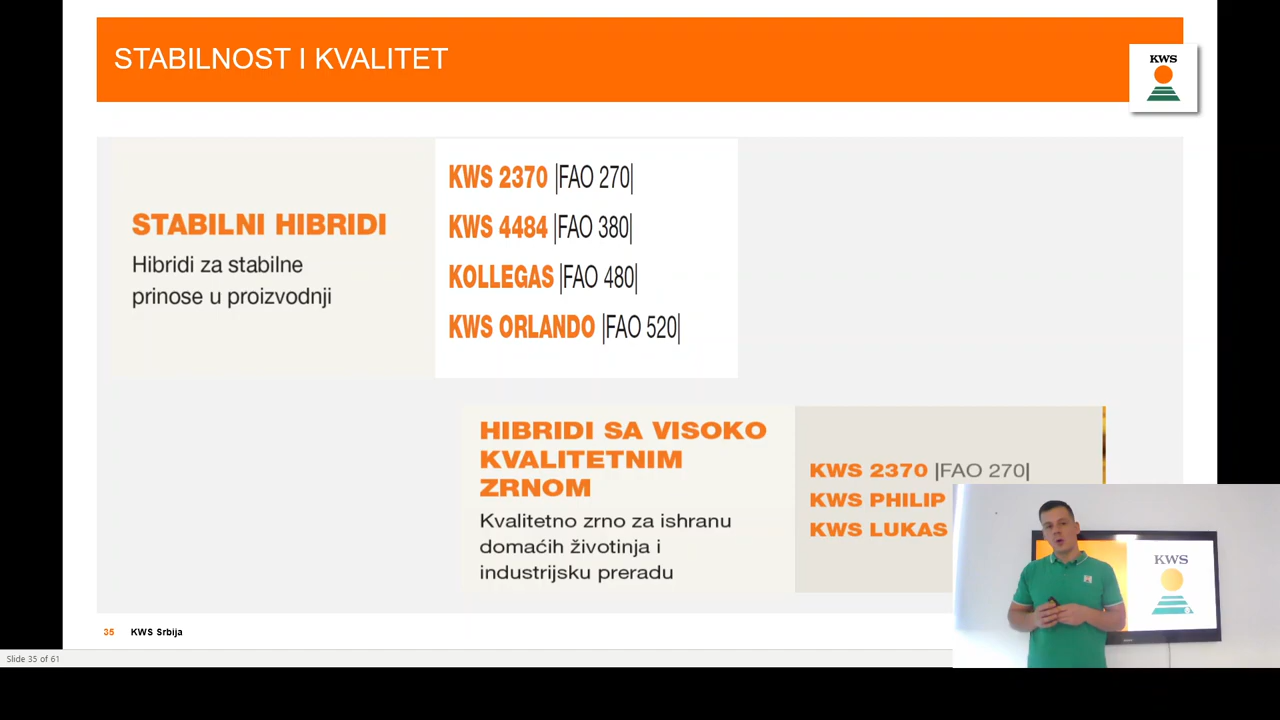 STABILNOST I KVALITET
KWS
STABILNI HIBRIDI
Hibridi za stabilne
prinose u proizvodnji
KWS 2370 |FAO 270|
KWS 4484 |FAO 380|
KOLLEGAS |FAO 480|
KWS ORLANDO |FAO 520|
HIBRIDI SA VISOKO
KVALITETNIM
ZRNOM
Kvalitetno zrno za ishranu
domaćih životinja i
industrijsku preradu
KWS 2370 |FAO 270|
KWS PHILIP
KWS LUKAS
KWS
35 KWS Srbija
Slide 35 of 61